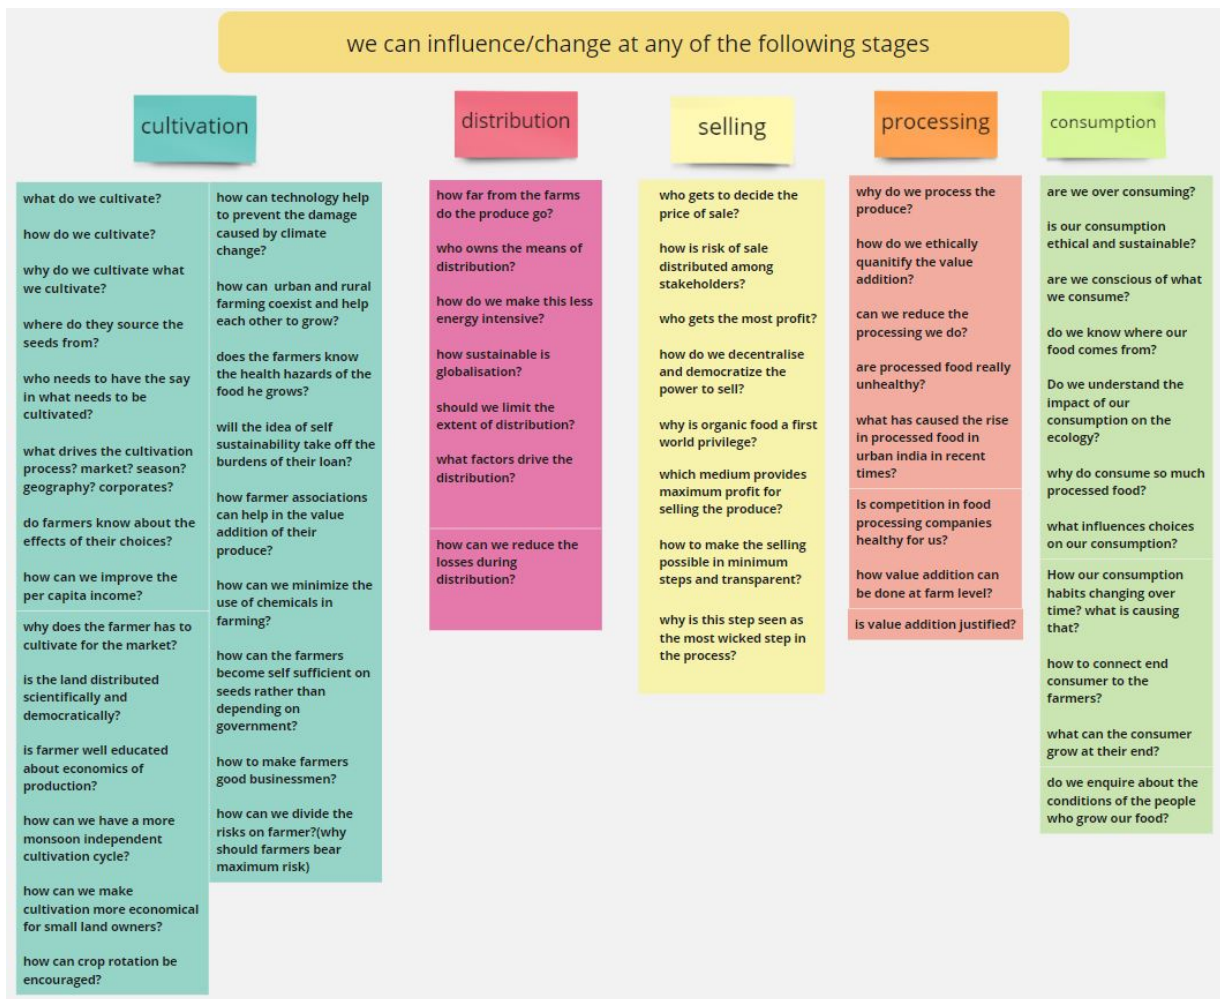 we can influence/change at any of the following stages
cultivation
what do we cultivate?
how do we cultivate?
why do we cultivate what
we cultivate?
where do they source the
seeds from?
who needs to have the say
in what needs to be
cultivated?
what drives the cultivation
process? market? season?
geography? corporates?
do farmers know about the
effects of their choices?
how can we improve the
per capita income?
why does the farmer has to
cultivate for the market?
is the land distributed
scientifically and
democratically?
is farmer well educated
about economics of
production?
how can we have a more
monsoon independent
cultivation cycle?
how can we make
cultivation more economical
for small land owners?
how can crop rotation be
encouraged?
how can technology help
to prevent the damage
caused by climate
change?
how can  urban and rural
farming coexist and help
each other to grow?
does the farmers know
the health hazards of the
food he grows?
will the idea of self
sustainability take off the
burdens of their loan?
how farmer associations
can help in the value
addition of their
produce?
how can we minimize the
use of chemicals in
farming?
how can the farmers
become self sufficient on
seeds rather than
depending on
government?
how to make farmers
good businessmen?
how can we divide the
risks on farmer?(why
should farmers bear
maximum risk)
distribution
how far from the farms
do the produce go?
who owns the means of
distribution?
how do we make this less
energy intensive?
how sustainable is
globalisation?
should we limit the
extent of distribution?
what factors drive the
distribution?
how can we reduce the
losses during
distribution?
selling
who gets to decide the
price of sale?
how is risk of sale
distributed among
stakeholders?
who gets the most profit?
how do we decentralise
and democratize the
power to sell?
why is organic food a first
world privilege?
which medium provides
maximum profit for
selling the produce?
how to make the selling
possible in minimum
steps and transparent?
why is this step seen as
the most wicked step in
the process?
processing
why do we process the
produce?
how do we ethically
quanitify the value
addition?
can we reduce the
processing we do?
are processed food really
unhealthy?
what has caused the rise
in processed food in
urban india in recent
times?
Is competition in food
processing companies
healthy for us?
how value addition can
be done at farm level?
is value addition justified?
consumption
are we over consuming?
is our consumption
ethical and sustainable?
are we conscious of what
we consume?
do we know where our
food comes from?
Do we understand the
impact of our
consumption on the
ecology?
why do consume so much
processed food?
what influences choices
on our consumption?
How our consumption
habits changing over
time? what is causing
that?
how to connect end
consumer to the
farmers?
what can the consumer
grow at their end?
do we enquire about the
conditions of the people
who grow our food?